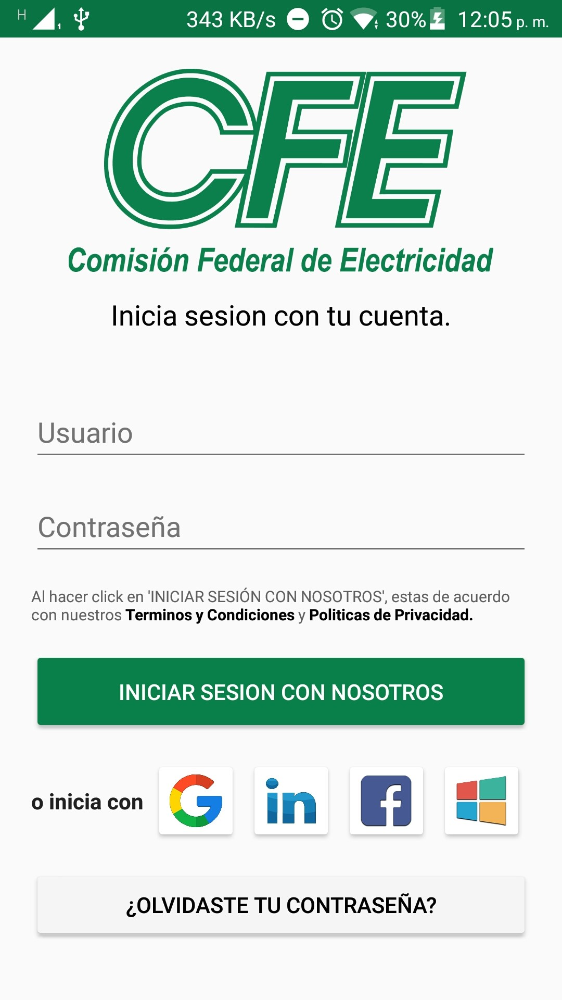 H 1 343 KB/s 30% 12:05 p. m.
CFE
Comisión Federal de Electricidad
Inicia sesion con tu cuenta.
Usuario
Contraseña
Al hacer click en 'INICIAR SESIÓN CON NOSOTROS', estas de acuerdo
con nuestros Terminos y Condiciones y Politicas de Privacidad.
INICIAR SESION CON NOSOTROS
o inicia con G in f
¿OLVIDASTE TU CONTRASEÑA?